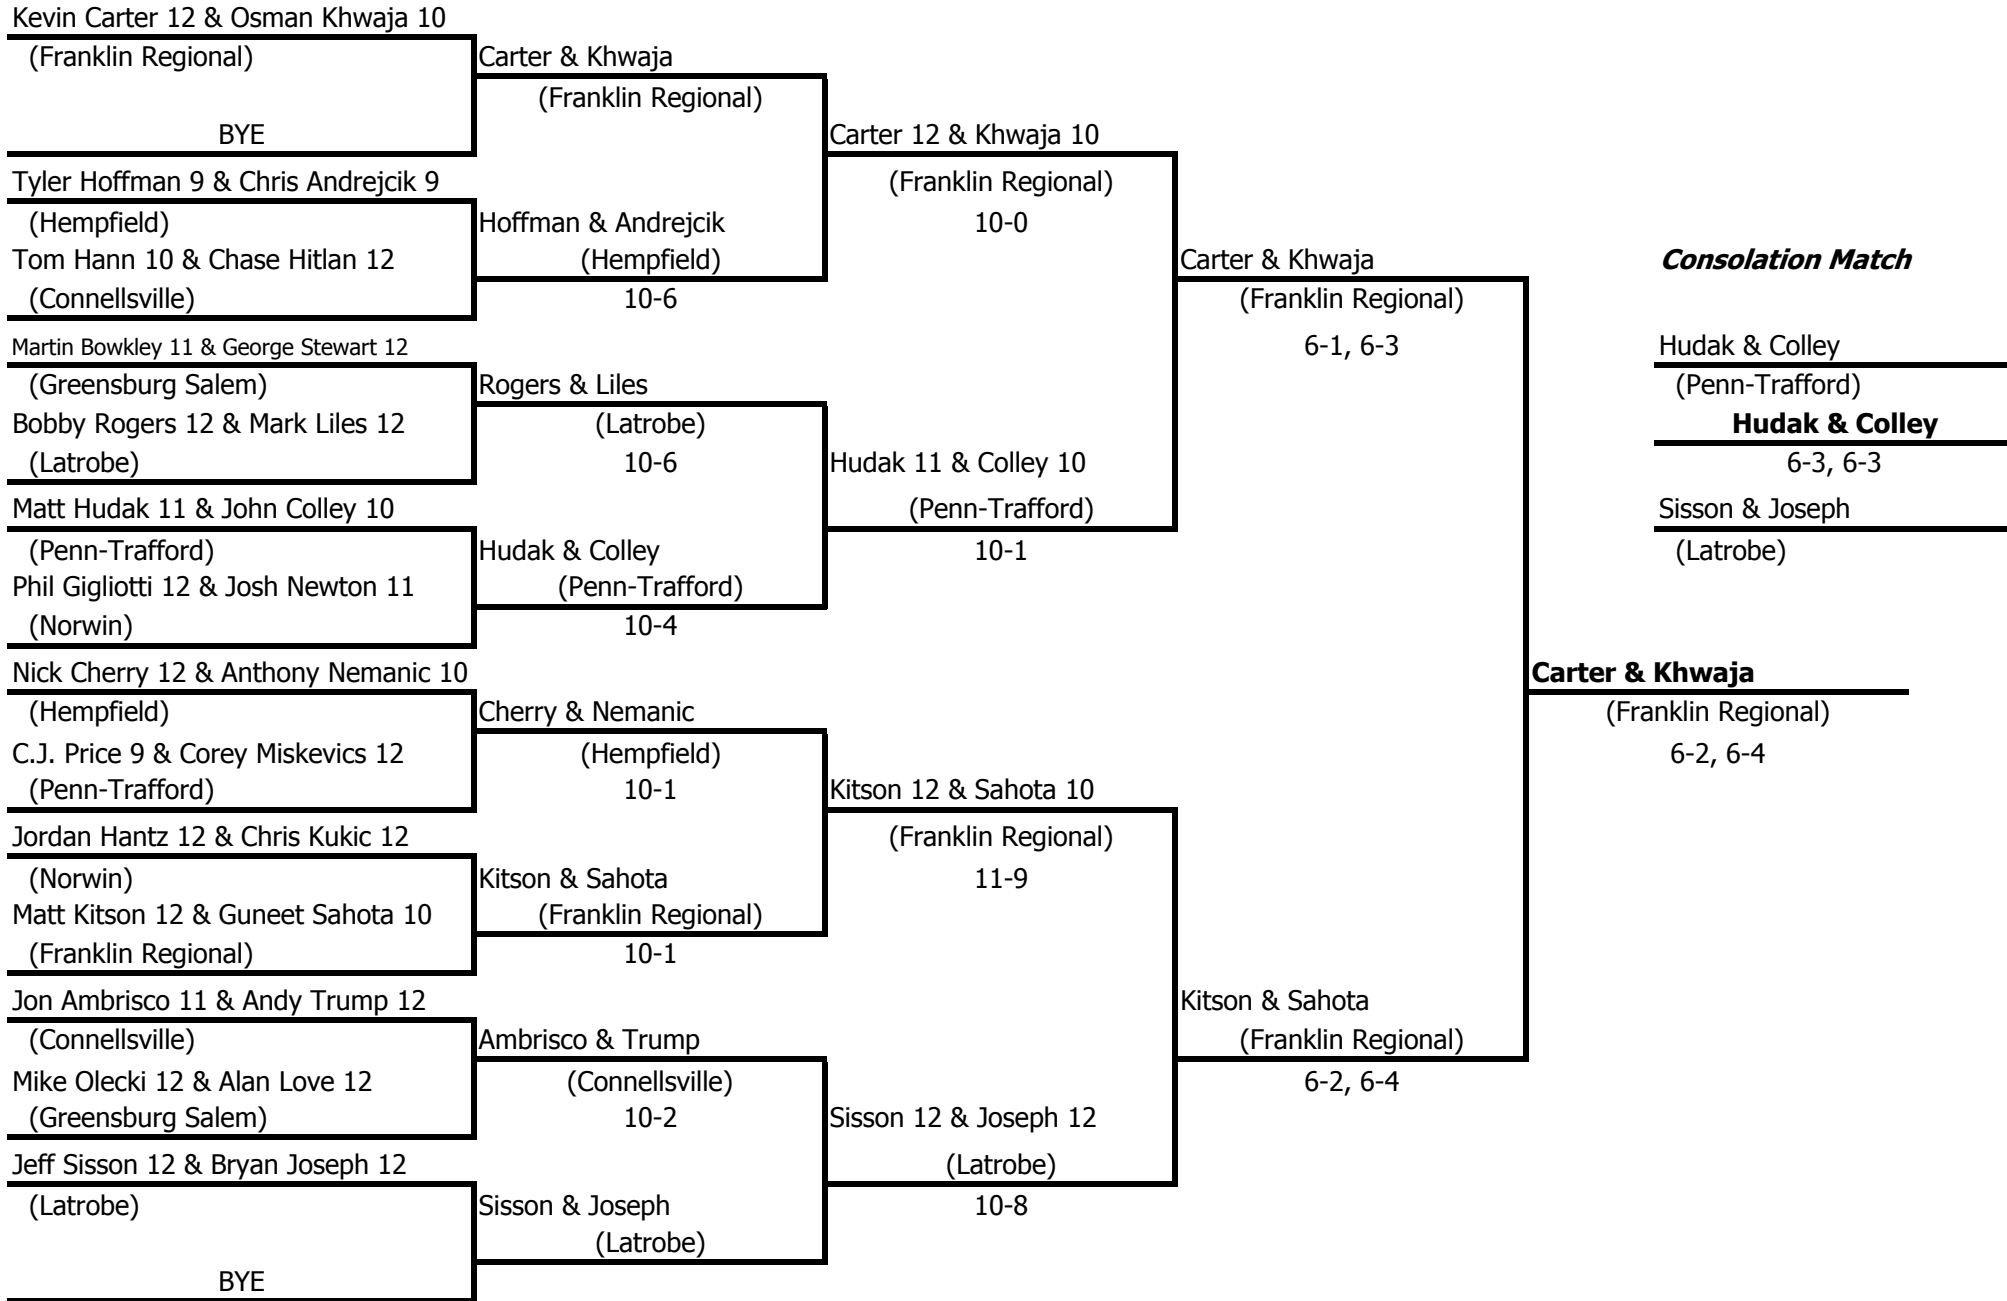 Kevin Carter 12 & Osman Khwaja 10
(Franklin Regional)
BYE
Tyler Hoffman 9 & Chris Andrejcik 9
(Hempfield)
Tom Hann 10 & Chase Hitlan 12
(Connellsville)
Martin Bowkley 11 & George Stewart 12
(Greensburg Salem)
Bobby Rogers 12 & Mark Liles 12
(Latrobe)
Matt Hudak 11 & John Colley 10
(Penn-Trafford)
Phil Gigliotti 12 & Josh Newton 11
(Norwin)
Nick Cherry 12 & Anthony Nemanic 10
(Hempfield)
C.J. Price 9 & Corey Miskevics 12
(Penn-Trafford)
Jordan Hantz 12 & Chris Kukic 12
(Norwin)
Matt Kitson 12 & Guneet Sahota 10
(Franklin Regional)
Jon Ambrisco 11 & Andy Trump 12
(Connellsville)
Mike Olecki 12 & Alan Love 12
(Greensburg Salem)
Jeff Sisson 12 & Bryan Joseph 12
(Latrobe)
BYE
Carter & Khwaja
(Franklin Regional)
Hoffman & Andrejcik
(Hempfield)
10-6
Rogers & Liles
(Latrobe)
10-6
Hudak & Colley
(Penn-Trafford)
10-4
Cherry & Nemanic
(Hempfield)
10-1
Kitson & Sahota
(Franklin Regional)
10-1
Ambrisco & Trump
(Connellsville)
10-2
Sisson & Joseph
(Latrobe)
Carter 12 & Khwaja 10
(Franklin Regional)
10-0
Hudak 11 & Colley 10
(Penn-Trafford)
10-1
Kitson 12 & Sahota 10
(Franklin Regional)
11-9
Sisson 12 & Joseph 12
(Latrobe)
10-8
Carter & Khwaja
(Franklin Regional)
6-1, 6-3
Kitson & Sahota
(Franklin Regional)
6-2, 6-4
Carter & Khwaja
(Franklin Regional)
6-2, 6-4
Consolation Match
Hudak & Colley
(Penn-Trafford)
Hudak & Colley
6-3, 6-3
Sisson & Joseph
(Latrobe)